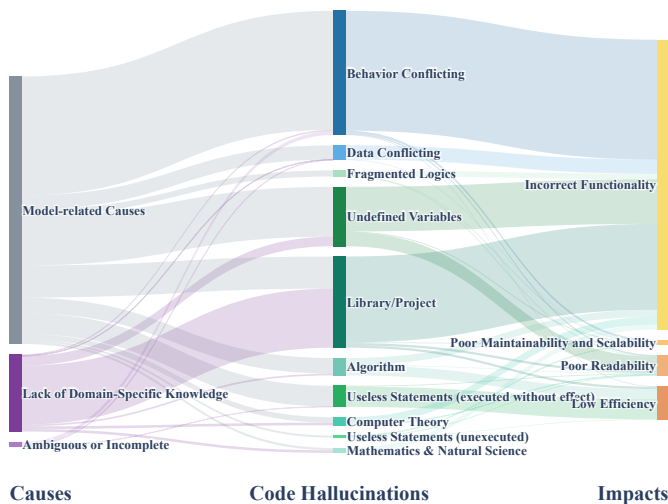 Behavior Conflicting
Data Conflicting
Fragmented Logics
Incorrect Functionality
Model-related Causes
Undefined Variables
Library/Project
Poor Maintainability and Scalability
Algorithm
Poor Readability
Lack of Domain-Specific Knowledge
Useless Statements (executed without effect)
Low Efficiency
Computer Theory
Useless Statements (unexecuted)
Ambiguous or Incomplete
Mathematics & Natural Science
Causes
Code Hallucinations
Impacts